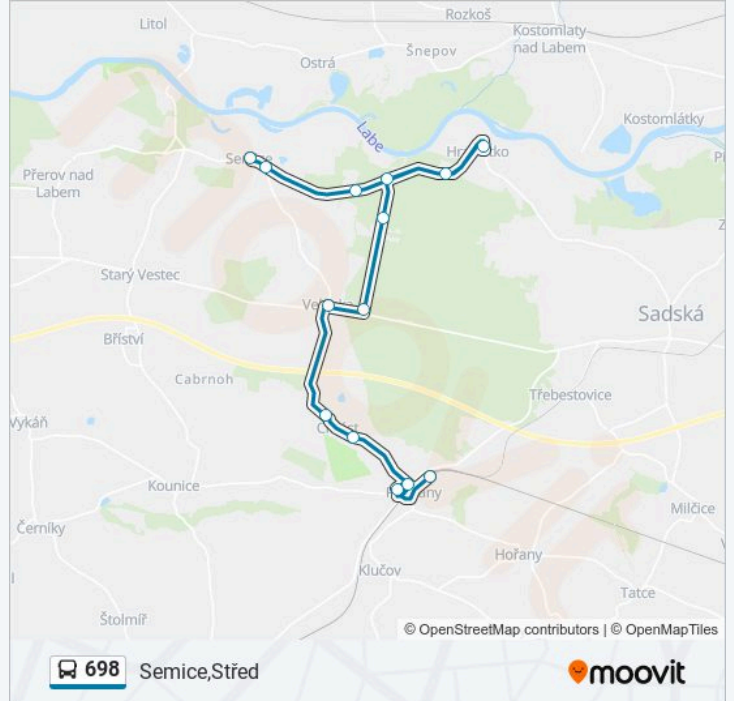 Rozkoš
Litol
Kostomlaty
nad Labem
Šnepov
Ostrá
Kostomlátky
Labe
Přerov nad
Labem
Starý Vestec
Sadská
Bříství
Cabrnoh
Třebestovice
Vykáň
Kounice
Milčice
Černíky
Hořany
Klučov
Tatce
Štolmíř
© OpenStreetMap contributors | © OpenMapTiles
698 Semice,Střed
moovit